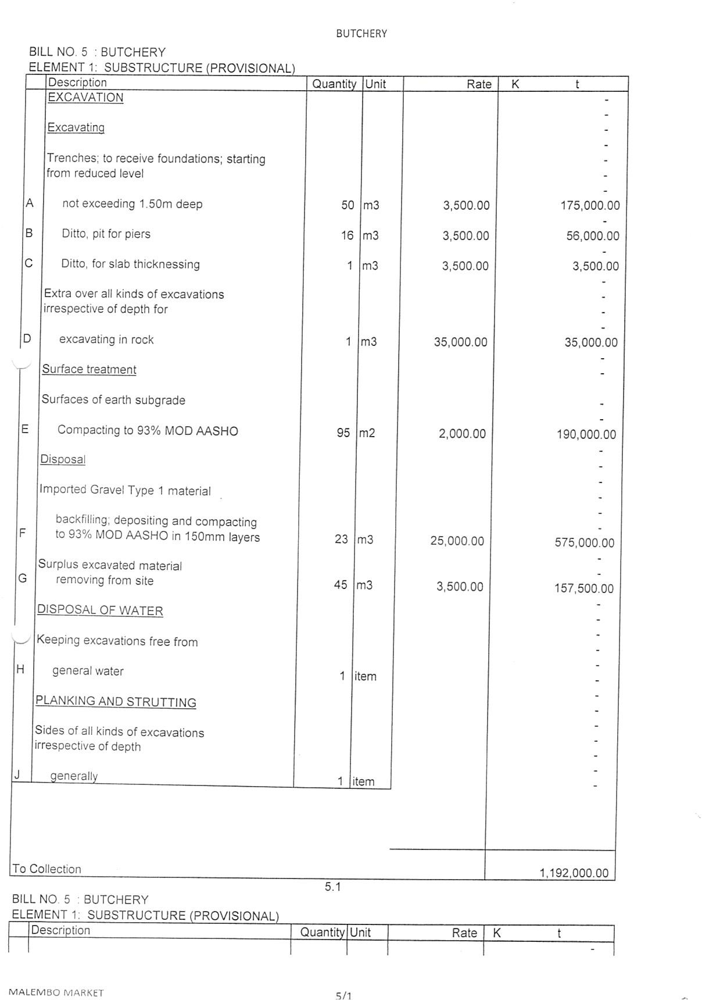 BUTCHERY
BILL NO. 5 : BUTCHERY
ELEMENT 1: SUBSTRUCTURE (PROVISIONAL)
Description Quantity Unit Rate K t
EXCAVATION -
-
Excavating -
-
Trenches; to receive foundations; starting -
from reduced level -
-
A not exceeding 1.50m deep 50 m3 3,500.00 175,000.00
-
B Ditto, pit for piers 16 m3 3,500.00 56,000.00
-
C Ditto, for slab thicknessing 1 m3 3,500.00 3,500.00
-
Extra over all kinds of excavations -
irrespective of depth for -
-
D excavating in rock 1 m3 35,000.00 35,000.00
-
Surface treatment -
Surfaces of earth subgrade -
-
E Compacting to 93% MOD AASHO 95 m2 2,000.00 190,000.00
-
Disposal -
-
Imported Gravel Type 1 material -
-
backfilling; depositing and compacting -
F to 93% MOD AASHO in 150mm layers 23 m3 25,000.00 575,000.00
-
Surplus excavated material -
G removing from site 45 m3 3,500.00 157,500.00
-
DISPOSAL OF WATER -
-
Keeping excavations free from -
-
H general water 1 item -
-
PLANKING AND STRUTTING -
-
Sides of all kinds of excavations -
irrespective of depth -
-
J generally 1 item -
To Collection 1,192,000.00
5.1
BILL NO. 5 : BUTCHERY
ELEMENT 1: SUBSTRUCTURE (PROVISIONAL)
Description Quantity Unit Rate K t
-
MALEMBO MARKET 5/1